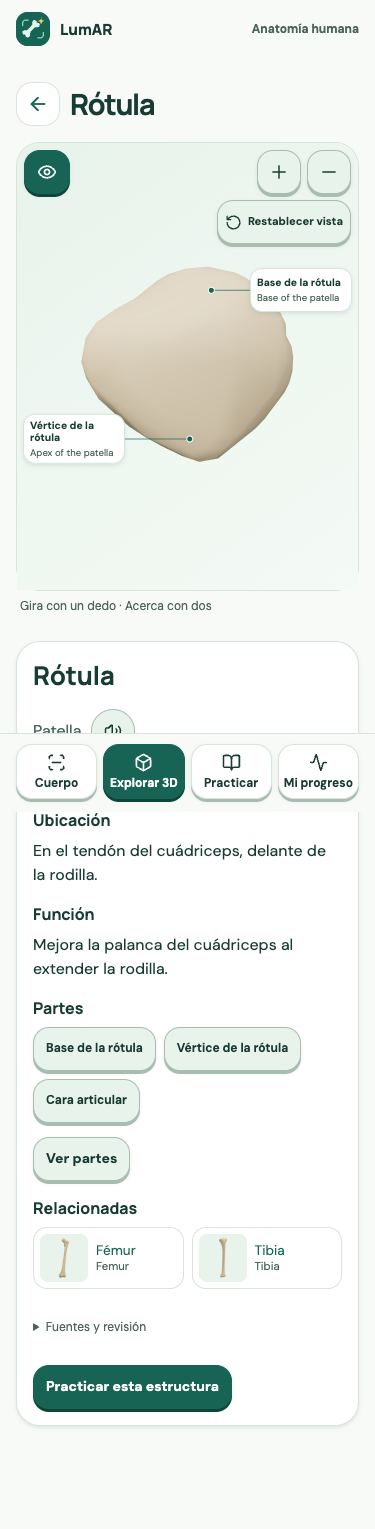 LumAR
Anatomía humana
Rótula
Restablecer vista
Base de la rótula
Base of the patella
Vértice de la
rótula
Apex of the patella
Gira con un dedo · Acerca con dos
Rótula
Patella
Cuerpo
Explorar 3D
Practicar
Mi progreso
Ubicación
En el tendón del cuádriceps, delante de
la rodilla.
Función
Mejora la palanca del cuádriceps al
extender la rodilla.
Partes
Base de la rótula
Vértice de la rótula
Cara articular
Ver partes
Relacionadas
Fémur
Femur
Tibia
Tibia
Fuentes y revisión
Practicar esta estructura